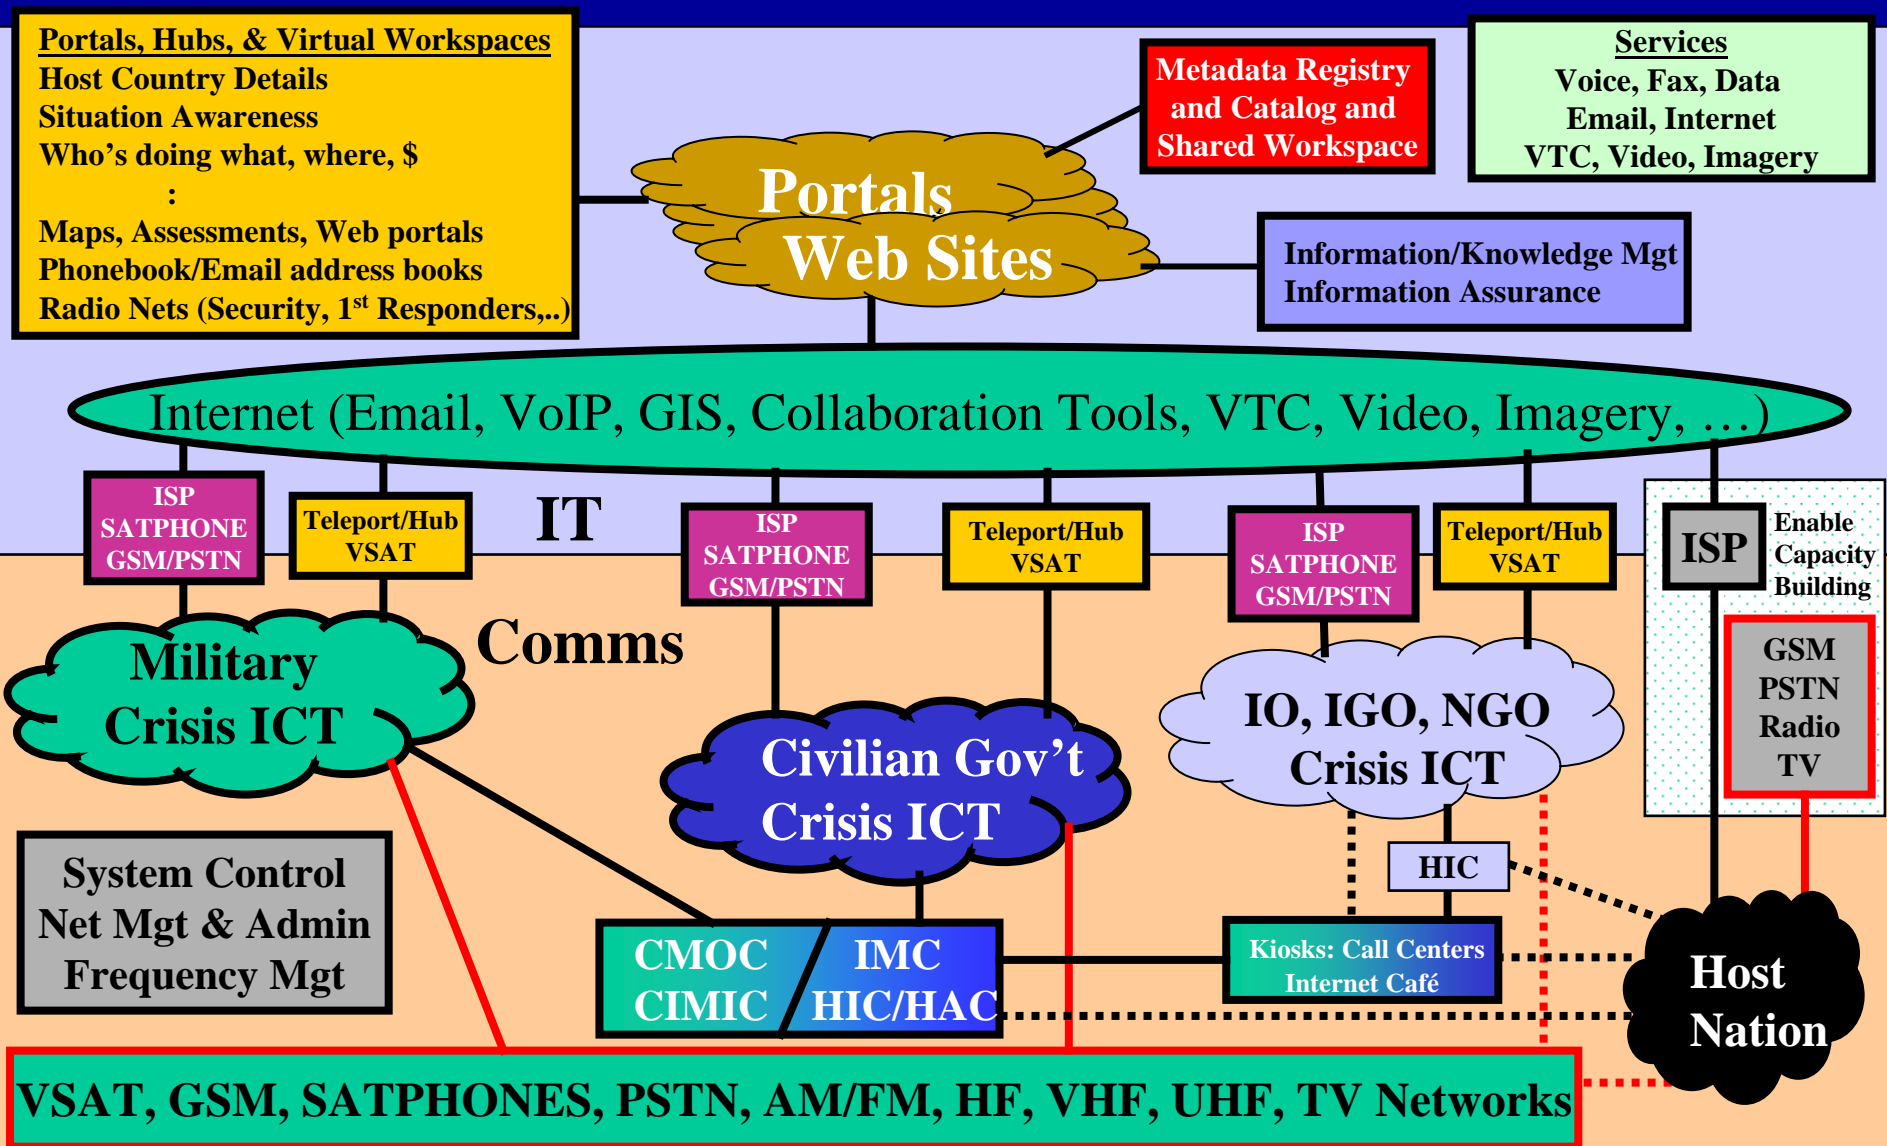 Portals, Hubs, & Virtual Workspaces
Host Country Details
Situation Awareness
Who's doing what, where, $
:
Maps, Assessments, Web portals
Phonebook/Email address books
Radio Nets (Security, 1st Responders,..)
Metadata Registry
and Catalog and
Shared Workspace
Services
Voice, Fax, Data
Email, Internet
VTC, Video, Imagery
Portals
Web Sites
Information/Knowledge Mgt
Information Assurance
Internet (Email, VoIP, GIS, Collaboration Tools, VTC, Video, Imagery, …)
ISP
SATPHONE
GSM/PSTN
Teleport/Hub
VSAT
IT
ISP
SATPHONE
GSM/PSTN
Teleport/Hub
VSAT
ISP
SATPHONE
GSM/PSTN
Teleport/Hub
VSAT
ISP
Enable
Capacity
Building
Comms
Military
Crisis ICT
Civilian Gov't
Crisis ICT
IO, IGO, NGO
Crisis ICT
GSM
PSTN
Radio
TV
System Control
Net Mgt & Admin
Frequency Mgt
HIC
CMOC
CIMIC
IMC
HIC/HAC
Kiosks: Call Centers
Internet Café
Host
Nation
VSAT, GSM, SATPHONES, PSTN, AM/FM, HF, VHF, UHF, TV Networks